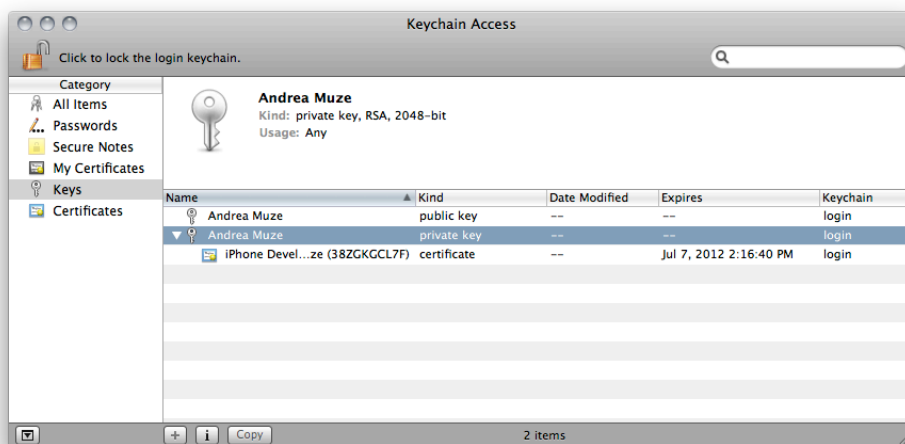 Keychain Access
Click to lock the login keychain.
Category
All Items
Passwords
Secure Notes
My Certificates
Keys
Certificates
Andrea Muze
Kind: private key, RSA, 2048-bit
Usage: Any
Name Kind Date Modified Expires Keychain
Andrea Muze public key -- -- login
Andrea Muze private key -- -- login
iPhone Devel...ze (38ZGKGCL7F) certificate -- Jul 7, 2012 2:16:40 PM login
+ i Copy 2 items